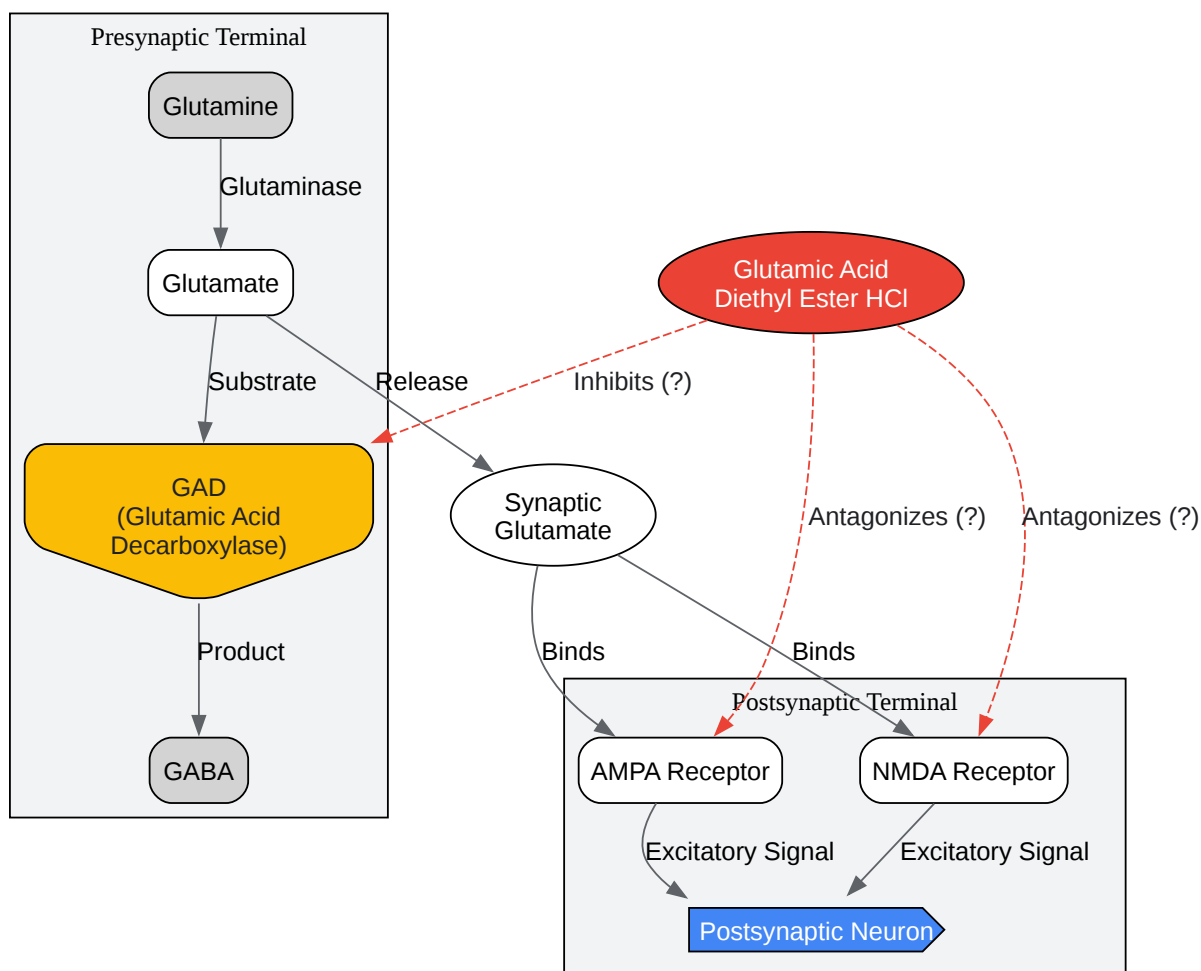 Presynaptic Terminal
Glutamine
Glutaminase
Glutamate
Glutamic Acid
Diethyl Ester HCl
Substrate
Release
Inhibits (?)
GAD
(Glutamic Acid
Decarboxylase)
Synaptic
Glutamate
Antagonizes (?)
Antagonizes (?)
Product
Binds
Binds
Postsynaptic Terminal
GABA
AMPA Receptor
NMDA Receptor
Excitatory Signal
Excitatory Signal
Postsynaptic Neuron